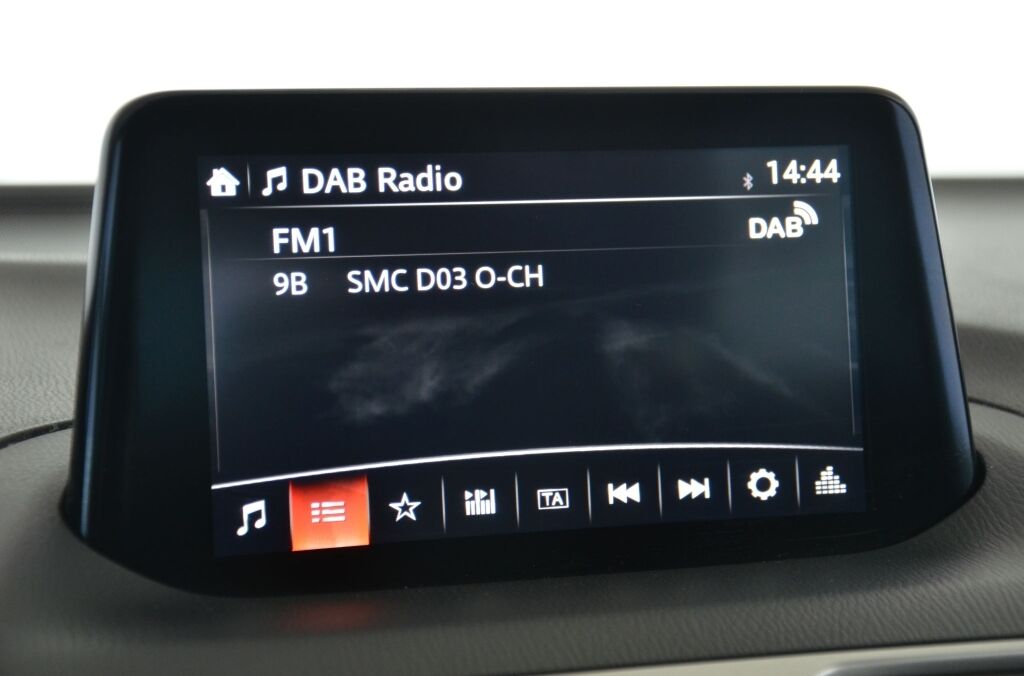 DAB Radio 14:44
FM1 DAB
9B SMC D03 O-CH
TA